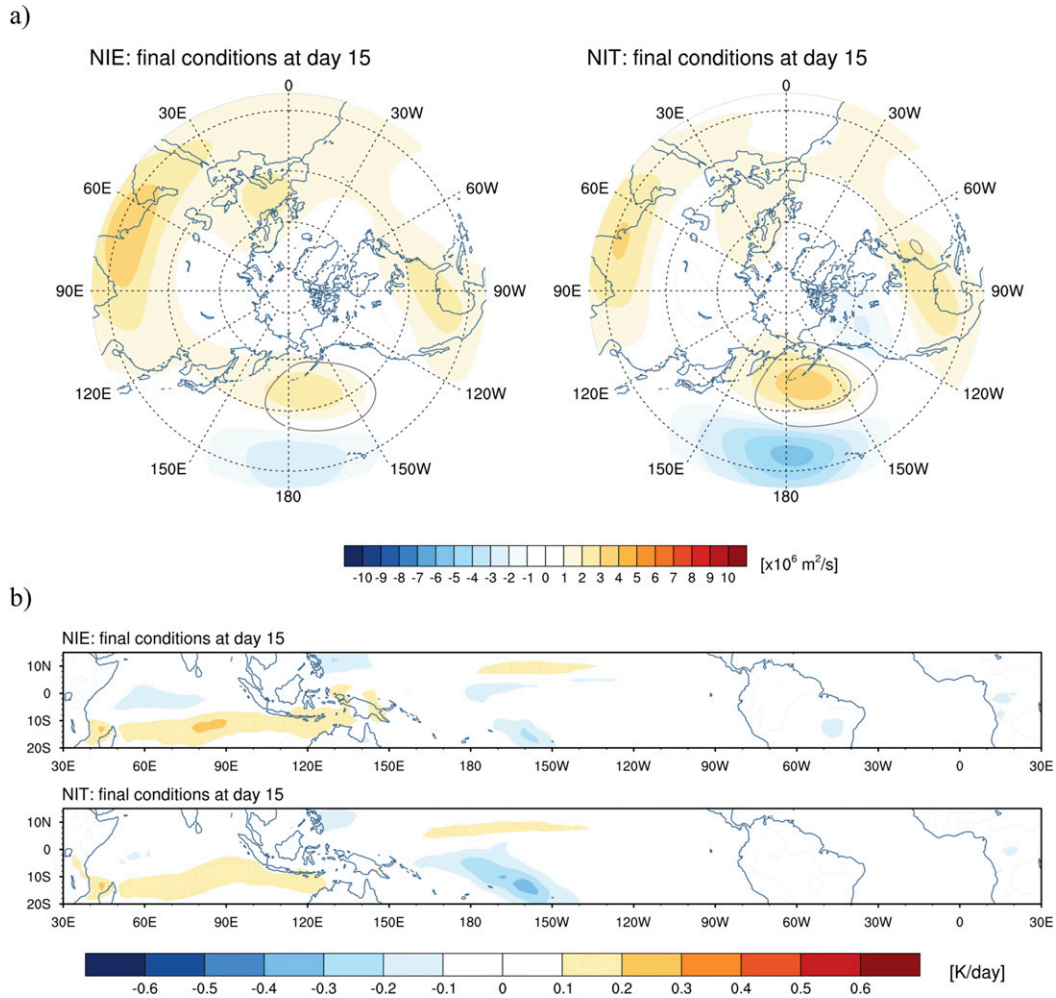 a)
NIE: final conditions at day 15 NIT: final conditions at day 15
0 0
30E 30W 30E 30W
60E 60W 60E 60W
90E 90W 90E 90W
120E 120W 120E 120W
150E 150W 150E 150W
180 180
-10 -9 -8 -7 -6 -5 -4 -3 -2 -1 0 1 2 3 4 5 6 7 8 9 10 [x10⁶ m²/s]
b)
NIE: final conditions at day 15
10N
0
10S
20S
30E 60E 90E 120E 150E 180 150W 120W 90W 60W 30W 0 30E
NIT: final conditions at day 15
10N
0
10S
20S
30E 60E 90E 120E 150E 180 150W 120W 90W 60W 30W 0 30E
-0.6 -0.5 -0.4 -0.3 -0.2 -0.1 0 0.1 0.2 0.3 0.4 0.5 0.6 [K/day]